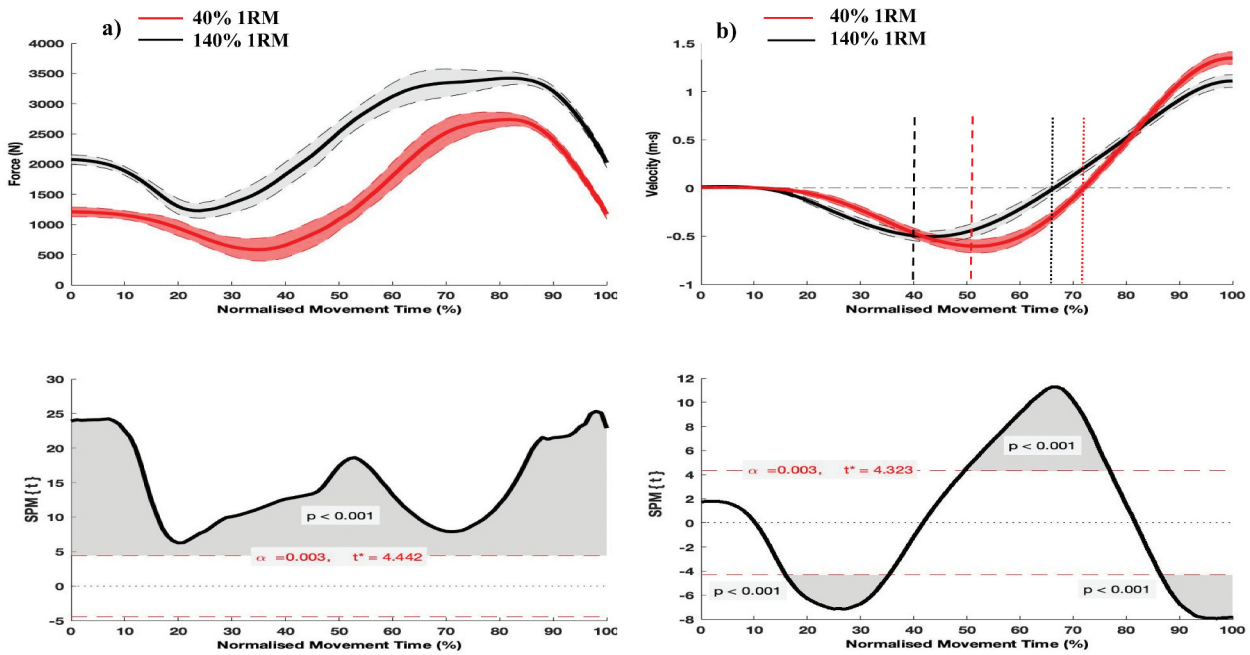 a)
40% 1RM
140% 1RM
4000
3500
3000
2500
2000
1500
1000
500
0
Force (N)
0 10 20 30 40 50 60 70 80 90 100
Normalised Movement Time (%)
b)
40% 1RM
140% 1RM
1.5
1
0.5
0
-0.5
-1
Velocity (m·s)
0 10 20 30 40 50 60 70 80 90 100
Normalised Movement Time (%)
25
20
15
10
5
0
-5
SPM{t}
p < 0.001
α =0.003, t* = 4.442
0 10 20 30 40 50 60 70 80 90 100
Normalised Movement Time (%)
12
10
8
6
4
2
0
-2
-4
-6
-8
SPM{t}
p < 0.001
α =0.003, t* = 4.323
p < 0.001
p < 0.001
0 10 20 30 40 50 60 70 80 90 100
Normalised Movement Time (%)